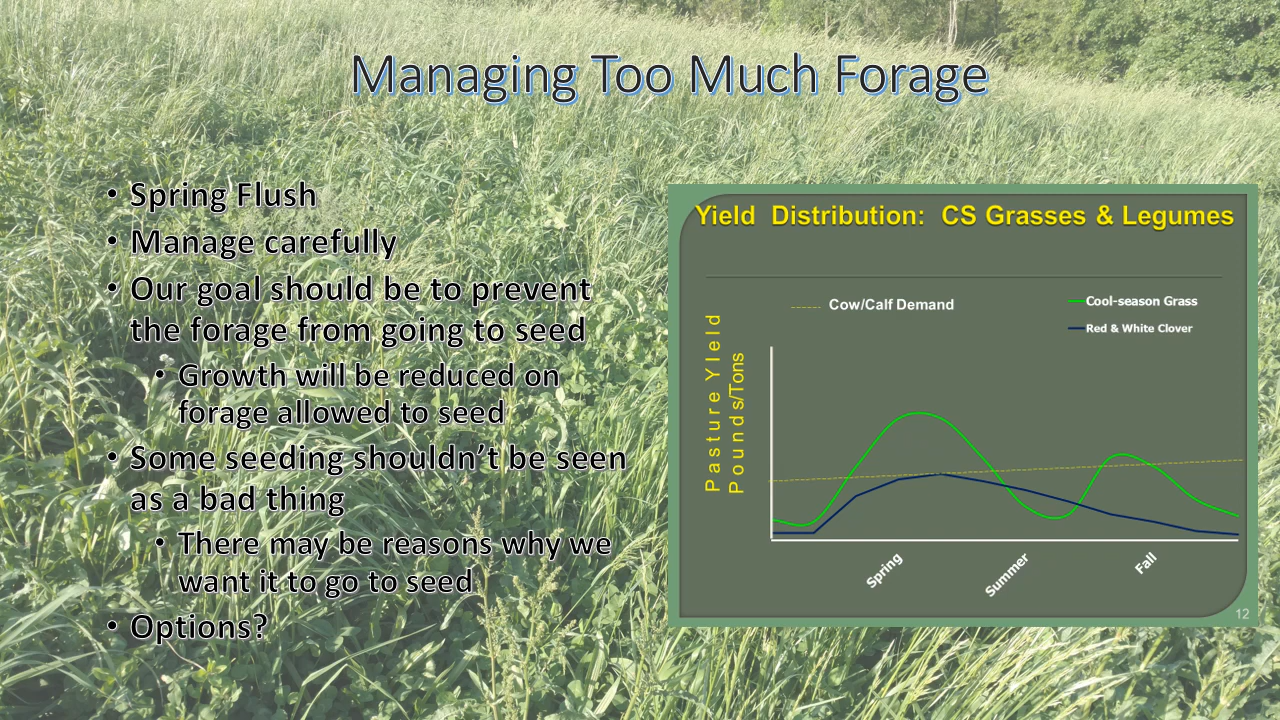 Managing Too Much Forage
• Spring Flush
• Manage carefully
• Our goal should be to prevent
the forage from going to seed
• Growth will be reduced on
forage allowed to seed
• Some seeding shouldn’t be seen
as a bad thing
• There may be reasons why we
want it to go to seed
• Options?
Yield Distribution: CS Grasses & Legumes
Cow/Calf Demand
Cool-season Grass
Red & White Clover
Pasture Yield
Pounds/Tons
Spring
Summer
Fall
12